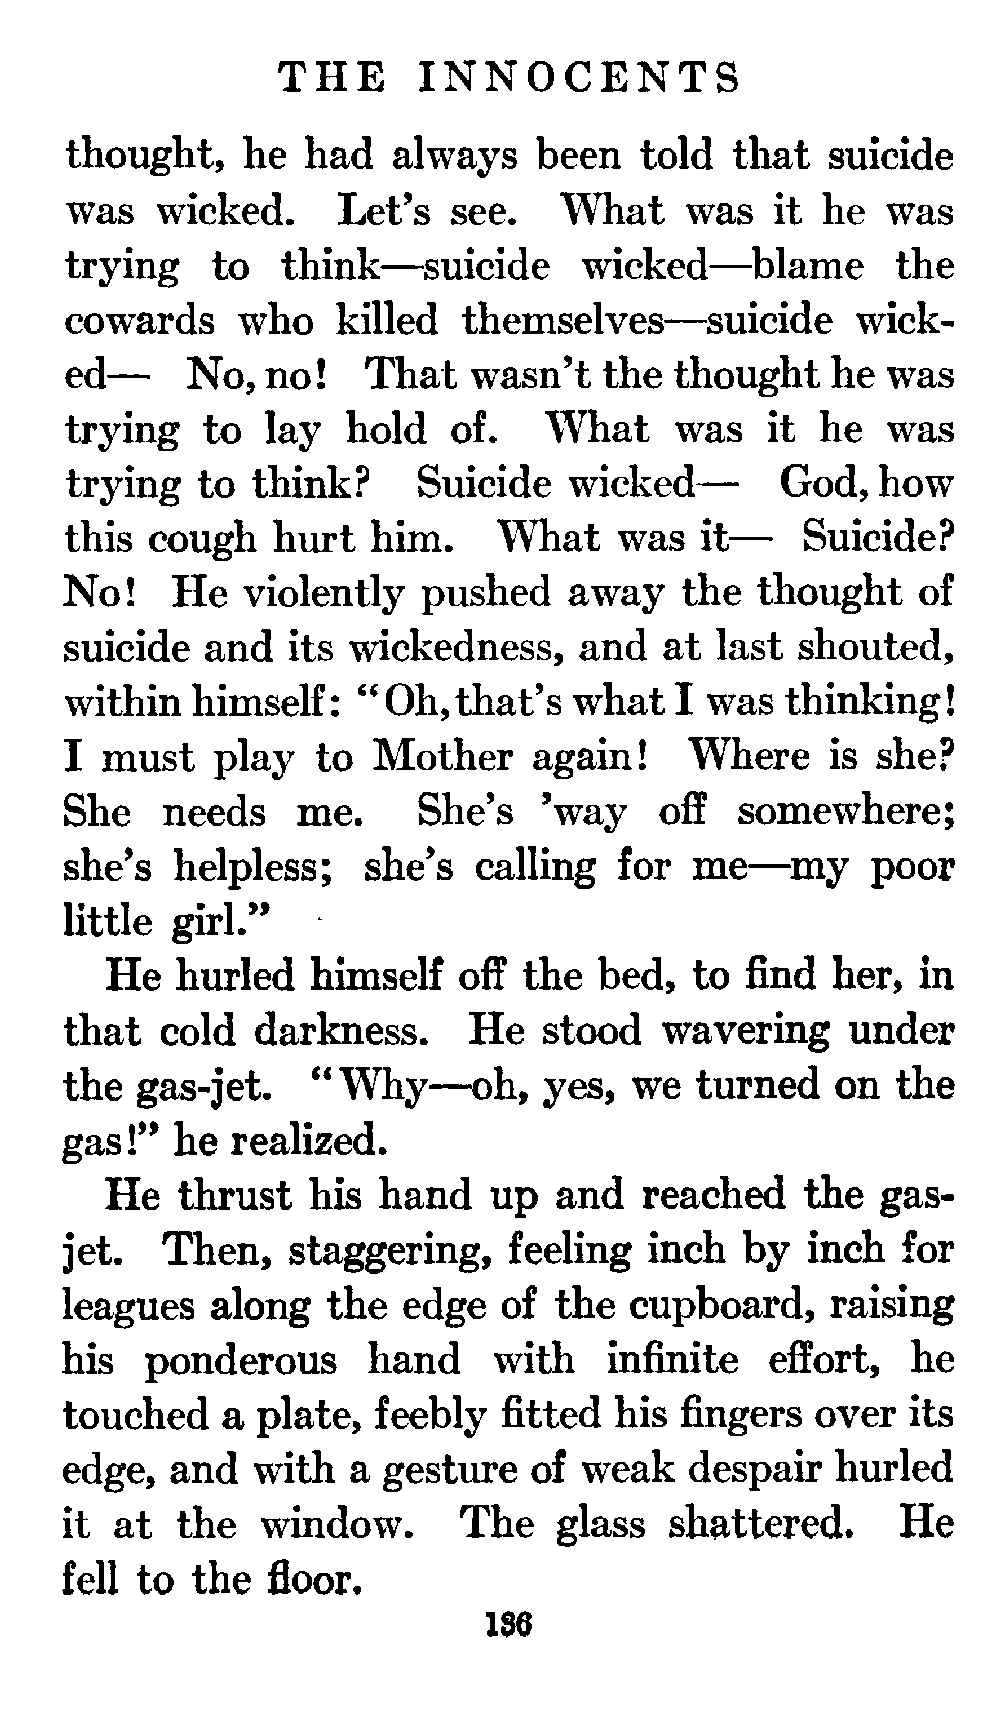 THE INNOCENTS
thought, he had always been told that suicide
was wicked. Let's see. What was it he was
trying to think—suicide wicked—blame the
cowards who killed themselves—suicide wick-
ed— No, no! That wasn't the thought he was
trying to lay hold of. What was it he was
trying to think? Suicide wicked— God, how
this cough hurt him. What was it— Suicide?
No! He violently pushed away the thought of
suicide and its wickedness, and at last shouted,
within himself: "Oh, that's what I was thinking!
I must play to Mother again! Where is she?
She needs me. She's 'way off somewhere;
she's helpless; she's calling for me—my poor
little girl."
He hurled himself off the bed, to find her, in
that cold darkness. He stood wavering under
the gas-jet. "Why—oh, yes, we turned on the
gas!" he realized.
He thrust his hand up and reached the gas-
jet. Then, staggering, feeling inch by inch for
leagues along the edge of the cupboard, raising
his ponderous hand with infinite effort, he
touched a plate, feebly fitted his fingers over its
edge, and with a gesture of weak despair hurled
it at the window. The glass shattered. He
fell to the floor.
136